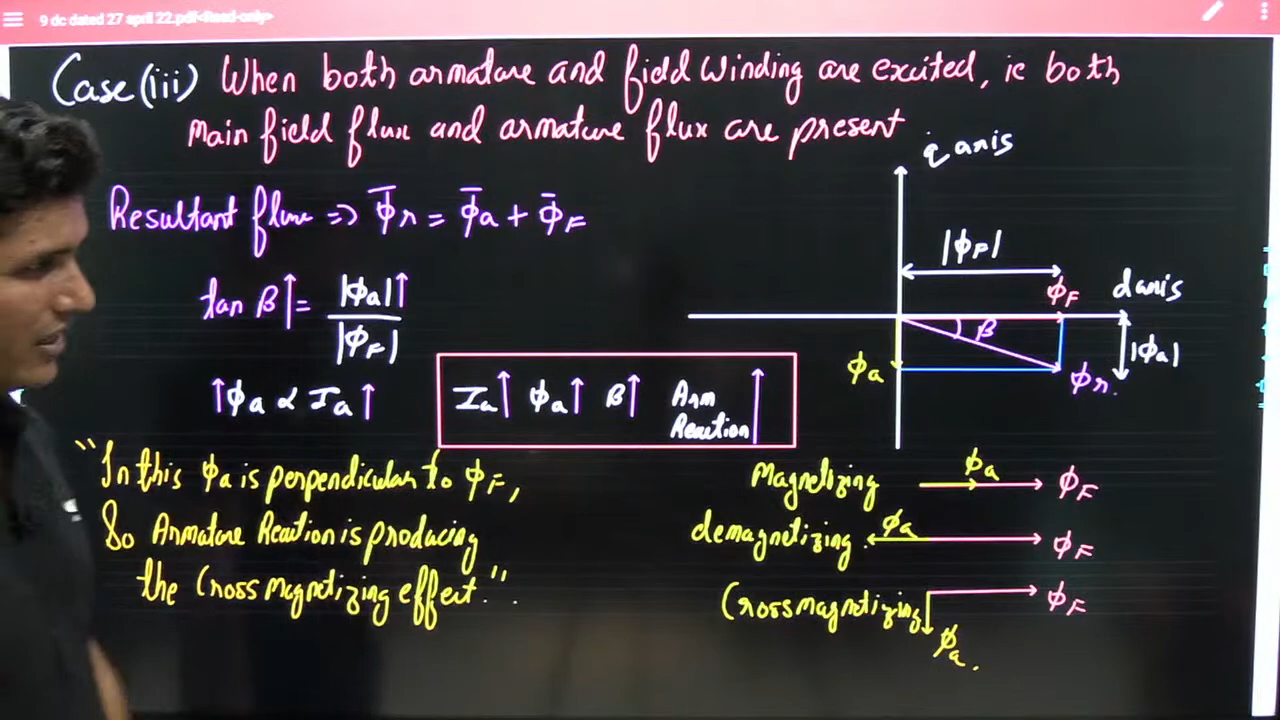 9 dc dated 27 april 22.pdf<Read-only>
Case(iii) When both armature and field winding are excited, ie both
main field flux and armature flux are present
q axis
Resultant flux => Φ̄r = Φ̄a + Φ̄F
|ΦF|
ΦF d axis
tan β↑ = |Φa|↑ / |ΦF|
β
|Φa|
Φa
Φr.
↑Φa ∝ Ia↑
Ia↑ Φa↑ β↑ Arm Reaction↑
"In this Φa is perpendicular to ΦF,
So Armature Reaction is producing
the Cross magnetizing effect.".
Magnetizing Φa ΦF
demagnetizing. Φa ΦF
Crossmagnetizing ΦF
Φa.